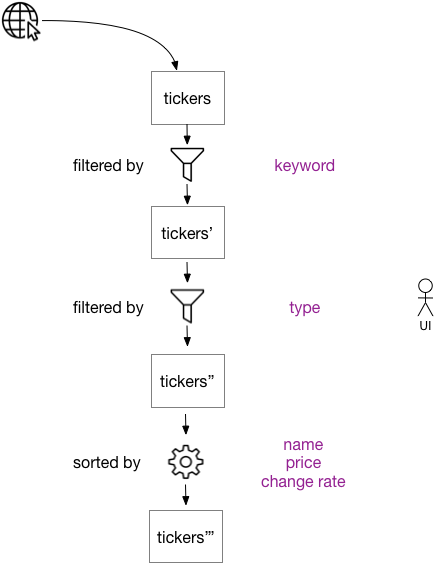 tickers
filtered by
keyword
tickers’
filtered by
type
UI
tickers”
name
sorted by
price
change rate
tickers”’